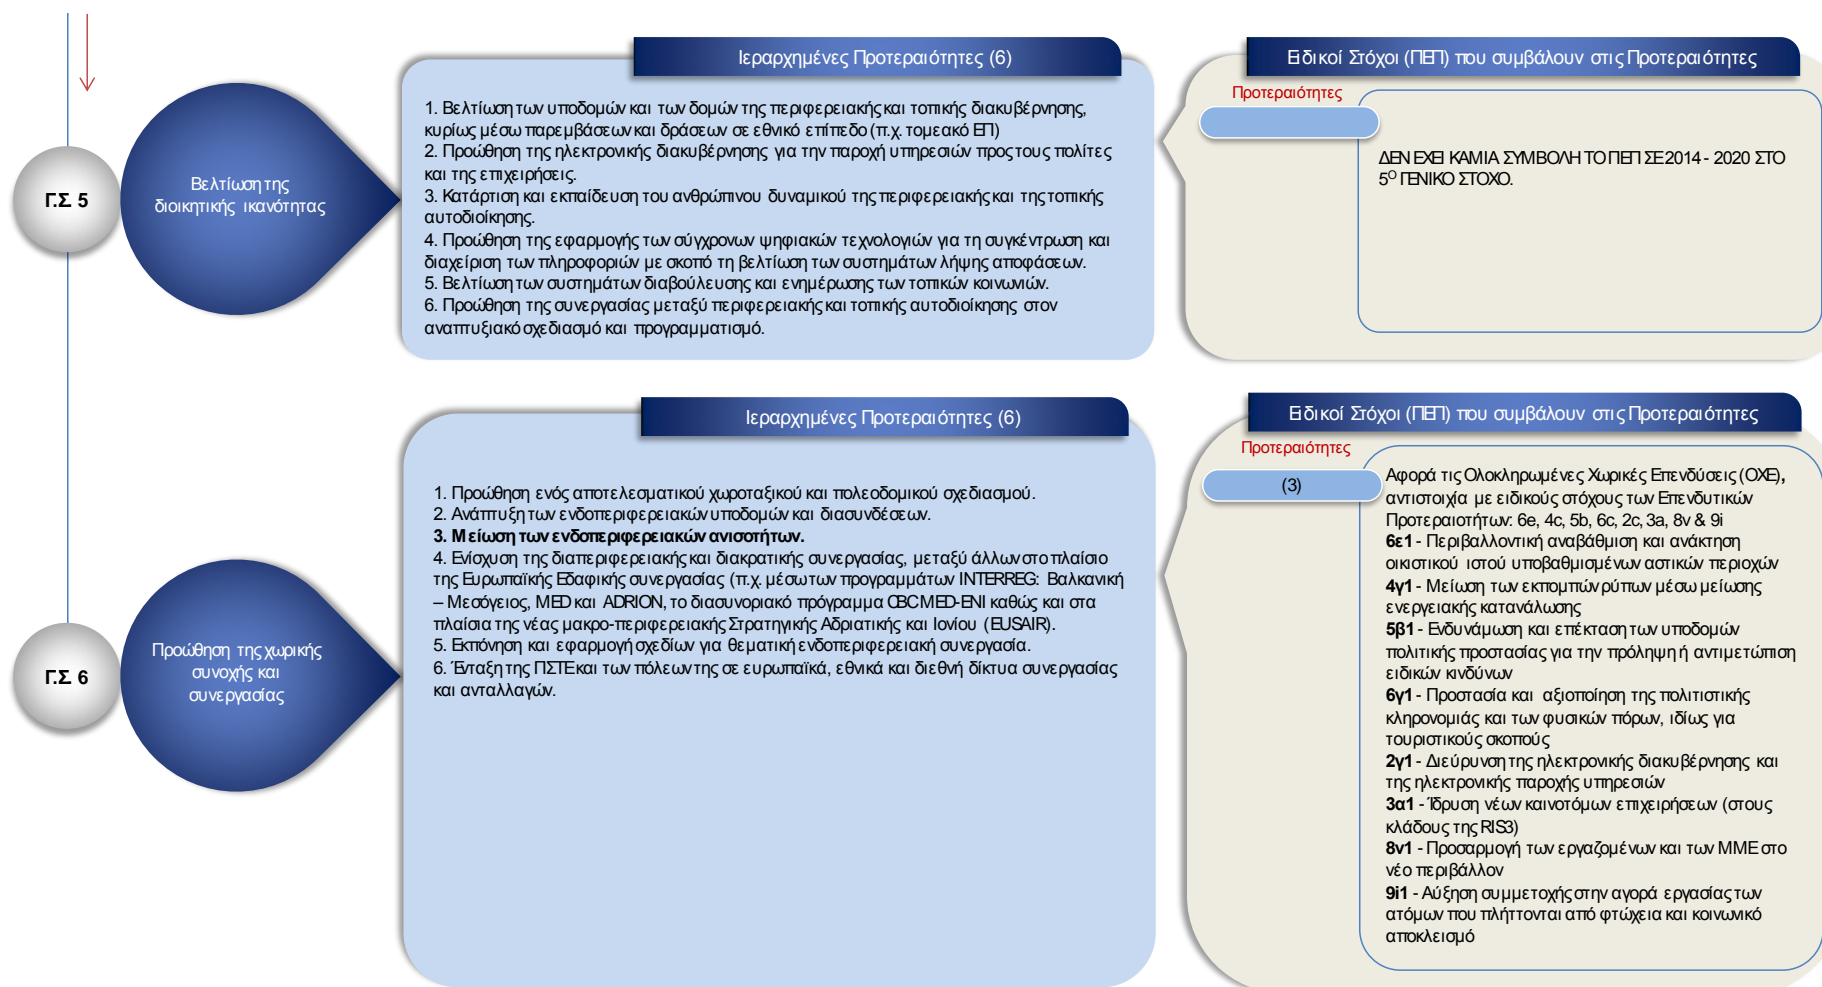 Γ.Σ. 5
Βελτίωση της
διοικητικής ικανότητας
Ιεραρχημένες Προτεραιότητες (6)
1. Βελτίωση των υποδομών και των δομών της περιφερειακής και τοπικής διακυβέρνησης,
κυρίως μέσω παρεμβάσεων και δράσεων σε εθνικό επίπεδο (π.χ. τομεακό ΕΠ)
2. Προώθηση της ηλεκτρονικής διακυβέρνησης για την παροχή υπηρεσιών προς τους πολίτες
και της επιχειρήσεις.
3. Κατάρτιση και εκπαίδευση του ανθρώπινου δυναμικού της περιφερειακής και της τοπικής
αυτοδιοίκησης.
4. Προώθηση της εφαρμογής των σύγχρονων ψηφιακών τεχνολογιών για τη συγκέντρωση και
διαχείριση των πληροφοριών με σκοπό τη βελτίωση των συστημάτων λήψης αποφάσεων.
5. Βελτίωση των συστημάτων διαβούλευσης και ενημέρωσης των τοπικών κοινωνιών.
6. Προώθηση της συνεργασίας μεταξύ περιφερειακής και τοπικής αυτοδιοίκησης στον
αναπτυξιακό σχεδιασμό και προγραμματισμό.
Ειδικοί Στόχοι (ΠΕΠ) που συμβάλουν στις Προτεραιότητες
Προτεραιότητες
ΔΕΝ ΕΧΕΙ ΚΑΜΙΑ ΣΥΜΒΟΛΗ ΤΟ ΠΕΠ ΣΕ 2014 - 2020 ΣΤΟ
5Ο ΓΕΝΙΚΟ ΣΤΟΧΟ.
Γ.Σ. 6
Προώθηση της χωρικής
συνοχής και
συνεργασίας
Ιεραρχημένες Προτεραιότητες (6)
1. Προώθηση ενός αποτελεσματικού χωροταξικού και πολεοδομικού σχεδιασμού.
2. Ανάπτυξη των ενδοπεριφερειακών υποδομών και διασυνδέσεων.
3. Μείωση των ενδοπεριφερειακών ανισοτήτων.
4. Ενίσχυση της διαπεριφερειακής και διακρατικής συνεργασίας, μεταξύ άλλων στο πλαίσιο
της Ευρωπαϊκής Εδαφικής συνεργασίας (π.χ. μέσω των προγραμμάτων INTERREG: Βαλκανική
– Μεσόγειος, MED και ADRION, το διασυνοριακό πρόγραμμα CBC MED-ENI καθώς και στα
πλαίσια της νέας μακρο-περιφερειακής Στρατηγικής Αδριατικής και Ιονίου (EUSAIR).
5. Εκπόνηση και εφαρμογή σχεδίων για θεματική ενδοπεριφερειακή συνεργασία.
6. Ένταξη της ΠΣΤΕ και των πόλεων της σε ευρωπαϊκά, εθνικά και διεθνή δίκτυα συνεργασίας
και ανταλλαγών.
Ειδικοί Στόχοι (ΠΕΠ) που συμβάλουν στις Προτεραιότητες
Προτεραιότητες
(3)
Αφορά τις Ολοκληρωμένες Χωρικές Επενδύσεις (ΟΧΕ),
αντιστοιχία με ειδικούς στόχους των Επενδυτικών
Προτεραιοτήτων: 6e, 4c, 5b, 6c, 2c, 3a, 8v & 9i
6ε1 - Περιβαλλοντική αναβάθμιση και ανάκτηση
οικιστικού ιστού υποβαθμισμένων αστικών περιοχών
4γ1 - Μείωση των εκπομπών ρύπων μέσω μείωσης
ενεργειακής κατανάλωσης
5β1 - Ενδυνάμωση και επέκταση των υποδομών
πολιτικής προστασίας για την πρόληψη ή αντιμετώπιση
ειδικών κινδύνων
6γ1 - Προστασία και αξιοποίηση της πολιτιστικής
κληρονομιάς και των φυσικών πόρων, ιδίως για
τουριστικούς σκοπούς
2γ1 - Διεύρυνση της ηλεκτρονικής διακυβέρνησης και
της ηλεκτρονικής παροχής υπηρεσιών
3α1 - Ίδρυση νέων καινοτόμων επιχειρήσεων (στους
κλάδους της RIS3)
8v1 - Προσαρμογή των εργαζομένων και των ΜΜΕ στο
νέο περιβάλλον
9i1 - Αύξηση συμμετοχής στην αγορά εργασίας των
ατόμων που πλήττονται από φτώχεια και κοινωνικό
αποκλεισμό